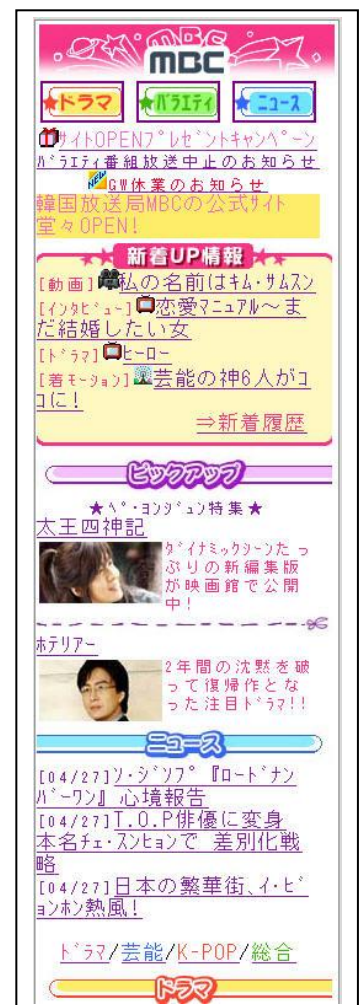 MBC
MBC
ドラマ バラエティ ニュース
サイトOPENプレゼントキャンペーン
バラエティ番組放送中止のお知らせ
NEW GW休業のお知らせ
韓国放送局MBCの公式サイト
堂々OPEN!
★★新着UP情報★★
[動画]私の名前はキム・サムスン
[インタビュー]恋愛マニュアル~ま
だ結婚したい女
[ドラマ]ヒーロー
[着モーション]芸能の神6人がコ
コに!
⇒新着履歴
ピックアップ
★ペ・ヨンジュン特集★
太王四神記
ダイナミックシーンたっ
ぷりの新編集版
が映画館で公開
中!
ホテリアー
2年間の沈黙を破
って復帰作とな
った注目ドラマ!!
ニュース
[04/27]ソ・ジソプ『ロードナン
バーワン』心境報告
[04/27]T.O.P俳優に変身
本名チェ・スンヒョンで 差別化戦
略
[04/27]日本の繁華街、イ・ビ
ョンホン熱風!
ドラマ/芸能/K-POP/総合
ドラマ